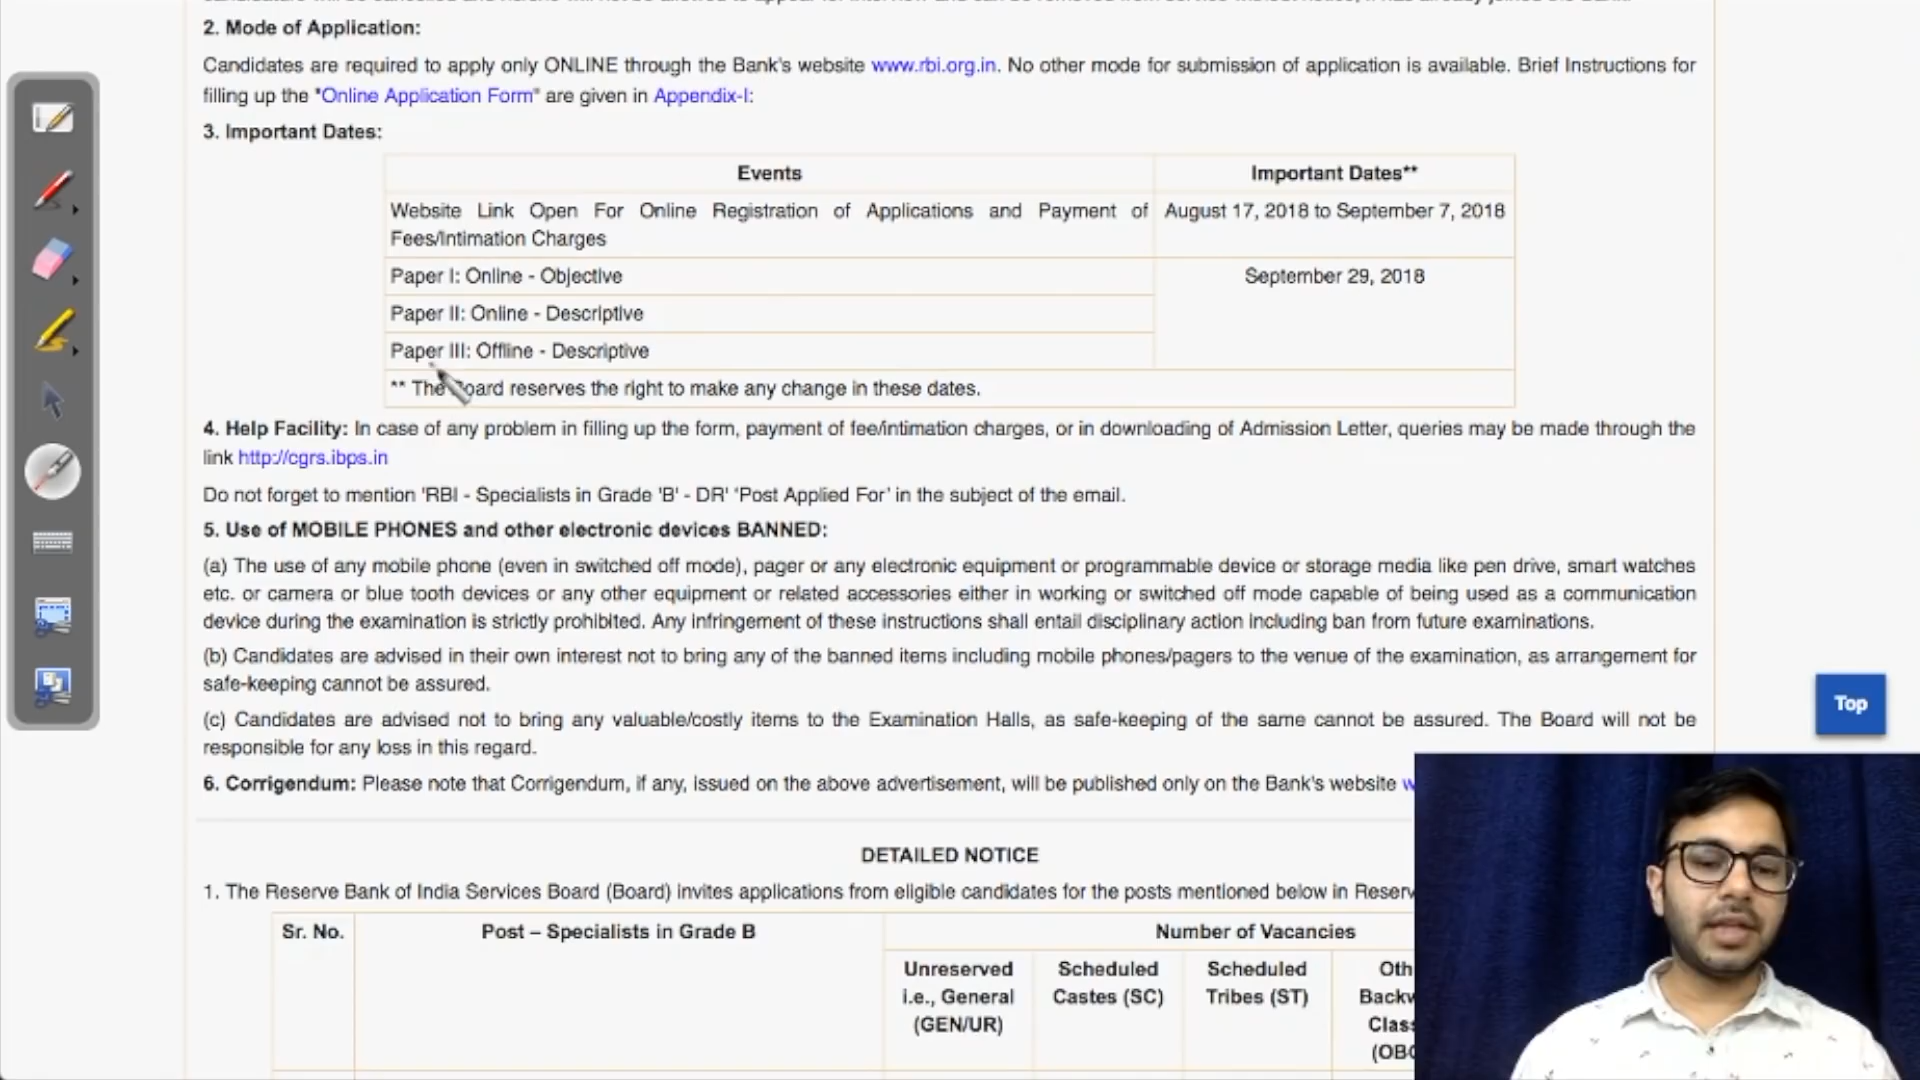 2. Mode of Application:
Candidates are required to apply only ONLINE through the Bank's website www.rbi.org.in. No other mode for submission of application is available. Brief Instructions for
filling up the "Online Application Form" are given in Appendix-I:
3. Important Dates:
Events Important Dates**
Website Link Open For Online Registration of Applications and Payment of August 17, 2018 to September 7, 2018
Fees/Intimation Charges
Paper I: Online - Objective September 29, 2018
Paper II: Online - Descriptive
Paper III: Offline - Descriptive
** The Board reserves the right to make any change in these dates.
4. Help Facility: In case of any problem in filling up the form, payment of fee/intimation charges, or in downloading of Admission Letter, queries may be made through the
link http://cgrs.ibps.in
Do not forget to mention 'RBI - Specialists in Grade 'B' - DR' 'Post Applied For' in the subject of the email.
5. Use of MOBILE PHONES and other electronic devices BANNED:
(a) The use of any mobile phone (even in switched off mode), pager or any electronic equipment or programmable device or storage media like pen drive, smart watches
etc. or camera or blue tooth devices or any other equipment or related accessories either in working or switched off mode capable of being used as a communication
device during the examination is strictly prohibited. Any infringement of these instructions shall entail disciplinary action including ban from future examinations.
(b) Candidates are advised in their own interest not to bring any of the banned items including mobile phones/pagers to the venue of the examination, as arrangement for
safe-keeping cannot be assured.
Top
(c) Candidates are advised not to bring any valuable/costly items to the Examination Halls, as safe-keeping of the same cannot be assured. The Board will not be
responsible for any loss in this regard.
6. Corrigendum: Please note that Corrigendum, if any, issued on the above advertisement, will be published only on the Bank's website w
DETAILED NOTICE
1. The Reserve Bank of India Services Board (Board) invites applications from eligible candidates for the posts mentioned below in Reserv
Sr. No. Post – Specialists in Grade B Number of Vacancies
Unreserved Scheduled Scheduled Oth
i.e., General Castes (SC) Tribes (ST) Backw
(GEN/UR) Class
(OBC